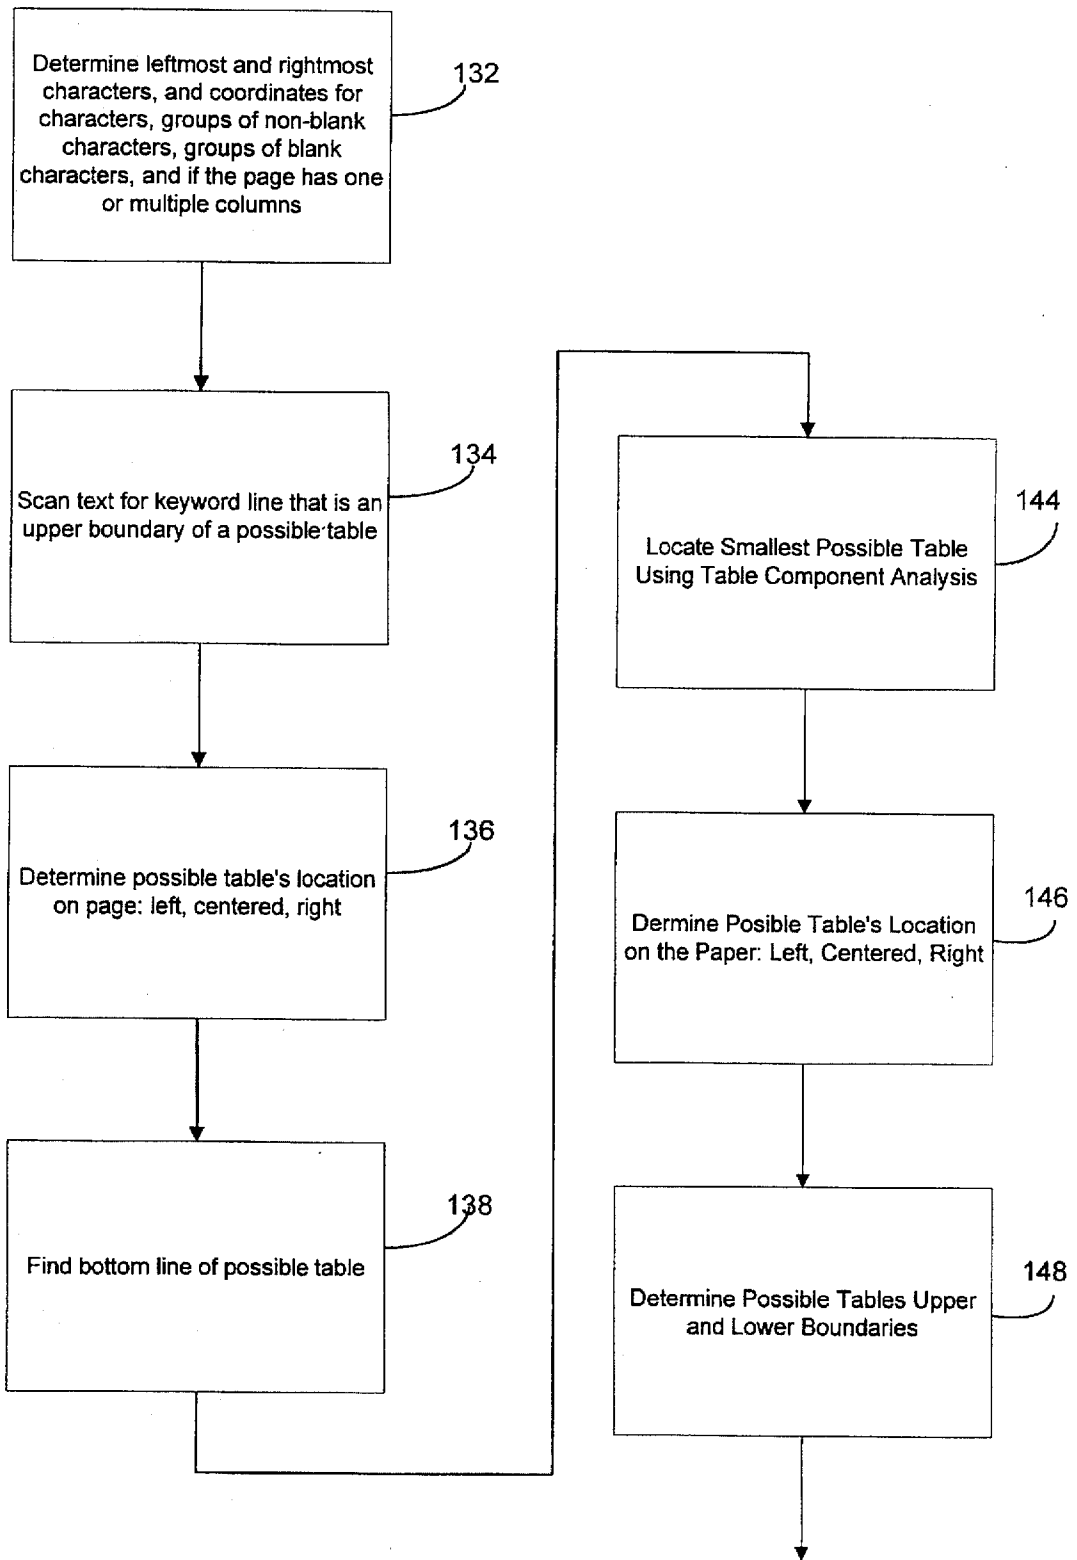 Determine leftmost and rightmost
characters, and coordinates for
characters, groups of non-blank
characters, groups of blank
characters, and if the page has one
or multiple columns
132
Scan text for keyword line that is an
upper boundary of a possible table
134
Determine possible table's location
on page: left, centered, right
136
Find bottom line of possible table
138
Locate Smallest Possible Table
Using Table Component Analysis
144
Dermine Posible Table's Location
on the Paper: Left, Centered, Right
146
Determine Possible Tables Upper
and Lower Boundaries
148